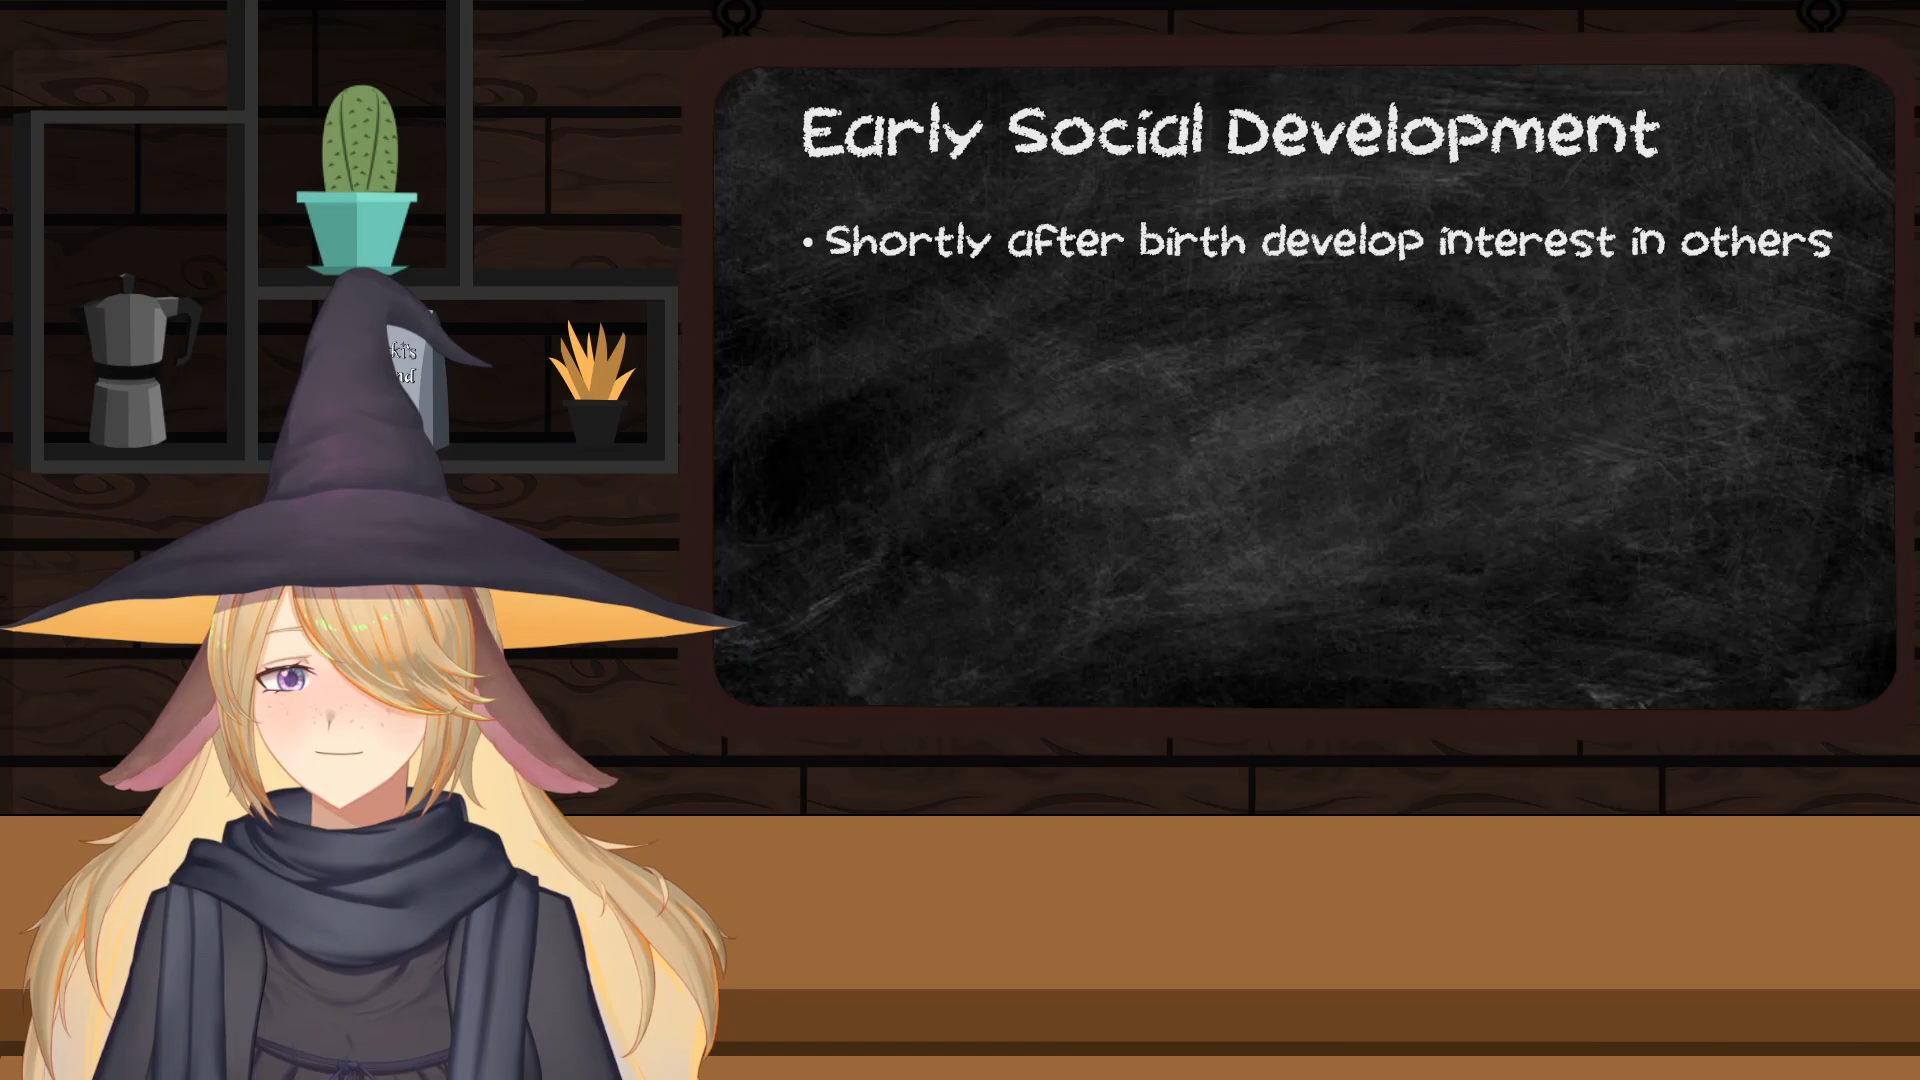 Early Social Development
• Shortly after birth develop interest in others